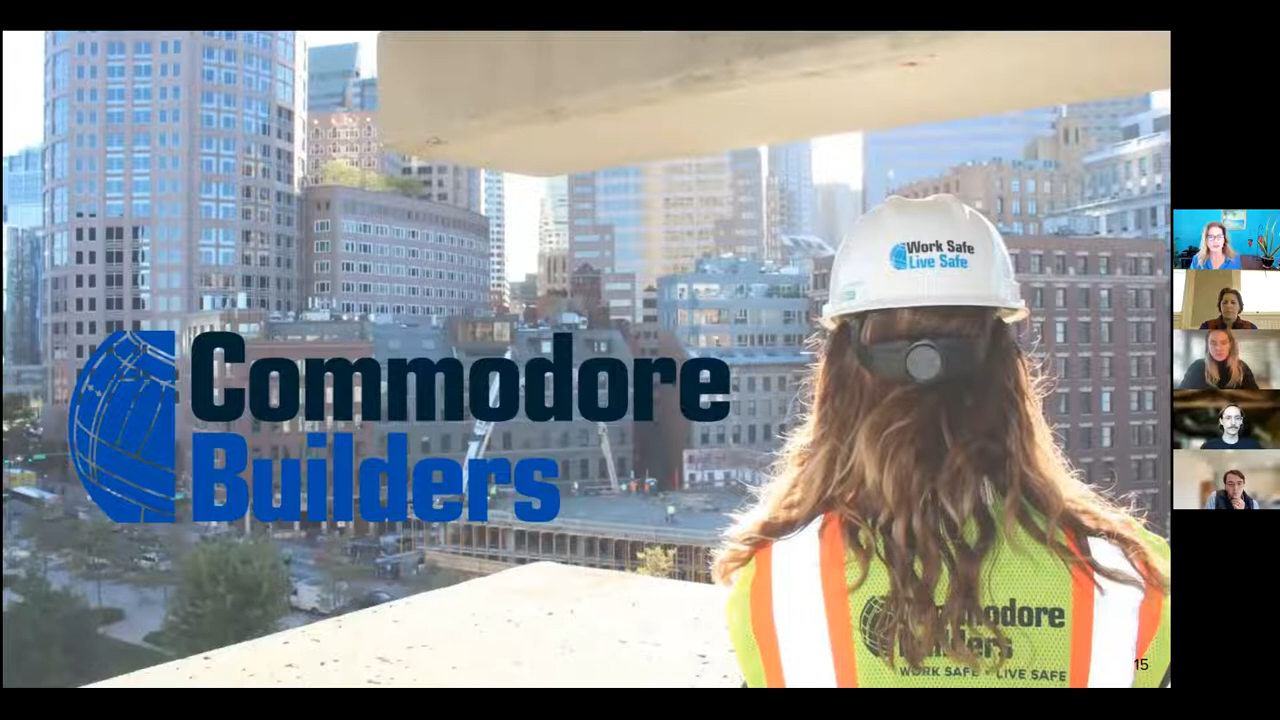 Commodore
Builders
Work Safe
Live Safe
Commodore
Builders
WORK SAFE - LIVE SAFE
15